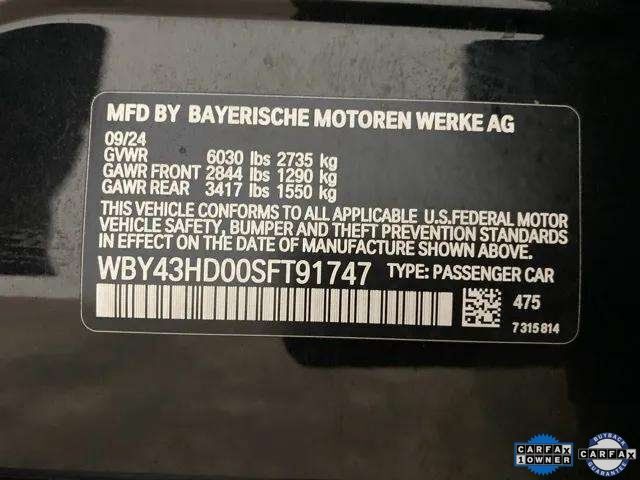 MFD BY BAYERISCHE MOTOREN WERKE AG
09/24
GVWR 6030 lbs 2735 kg
GAWR FRONT 2844 lbs 1290 kg
GAWR REAR 3417 lbs 1550 kg
THIS VEHICLE CONFORMS TO ALL APPLICABLE U.S.FEDERAL MOTOR
VEHICLE SAFETY, BUMPER AND THEFT PREVENTION STANDARDS
IN EFFECT ON THE DATE OF MANUFACTURE SHOWN ABOVE.
WBY43HD00SFT91747 TYPE: PASSENGER CAR
475
7315814
CARFAX
1 OWNER
BUYBACK
CARFAX
GUARANTEE